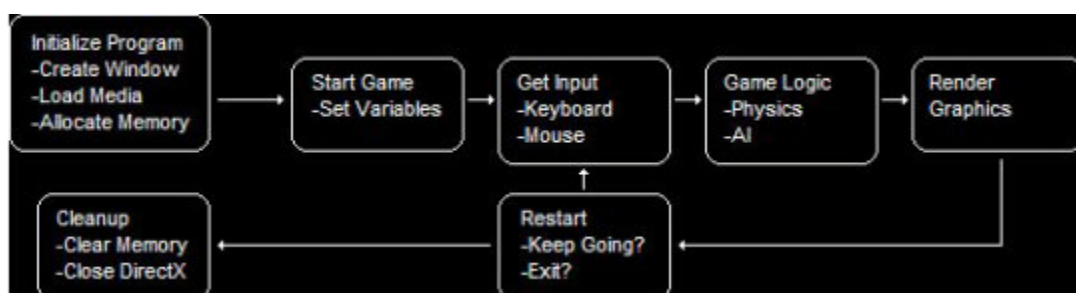 Initialize Program
-Create Window
-Load Media
-Allocate Memory
Start Game
-Set Variables
Get Input
-Keyboard
-Mouse
Game Logic
-Physics
-AI
Render
Graphics
Restart
-Keep Going?
-Exit?
Cleanup
-Clear Memory
-Close DirectX